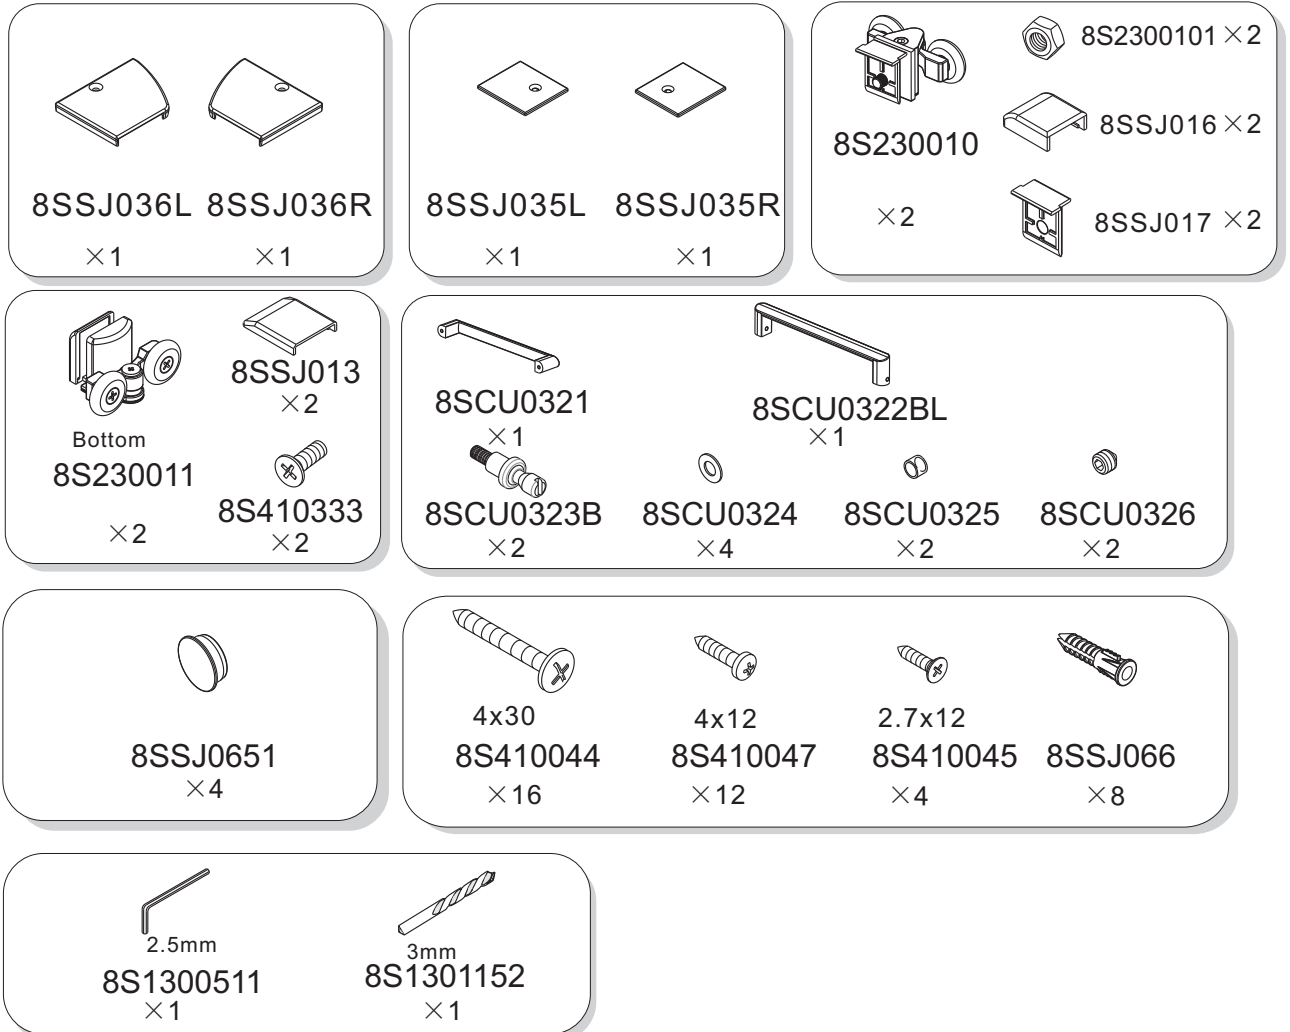 8SSJ036L 8SSJ036R
×1 ×1
8SSJ035L 8SSJ035R
×1 ×1
8S2300101 ×2
8S230010
8SSJ016 ×2
×2
8SSJ017 ×2
8SSJ013
×2
Bottom
8S230011
8S410333
×2
×2
8SCU0321
×1
8SCU0322BL
×1
8SCU0323B 8SCU0324 8SCU0325 8SCU0326
×2 ×4 ×2 ×2
8SSJ0651
×4
4x30 4x12 2.7x12
8S410044 8S410047 8S410045 8SSJ066
×16 ×12 ×4 ×8
2.5mm
8S1300511
×1
3mm
8S1301152
×1